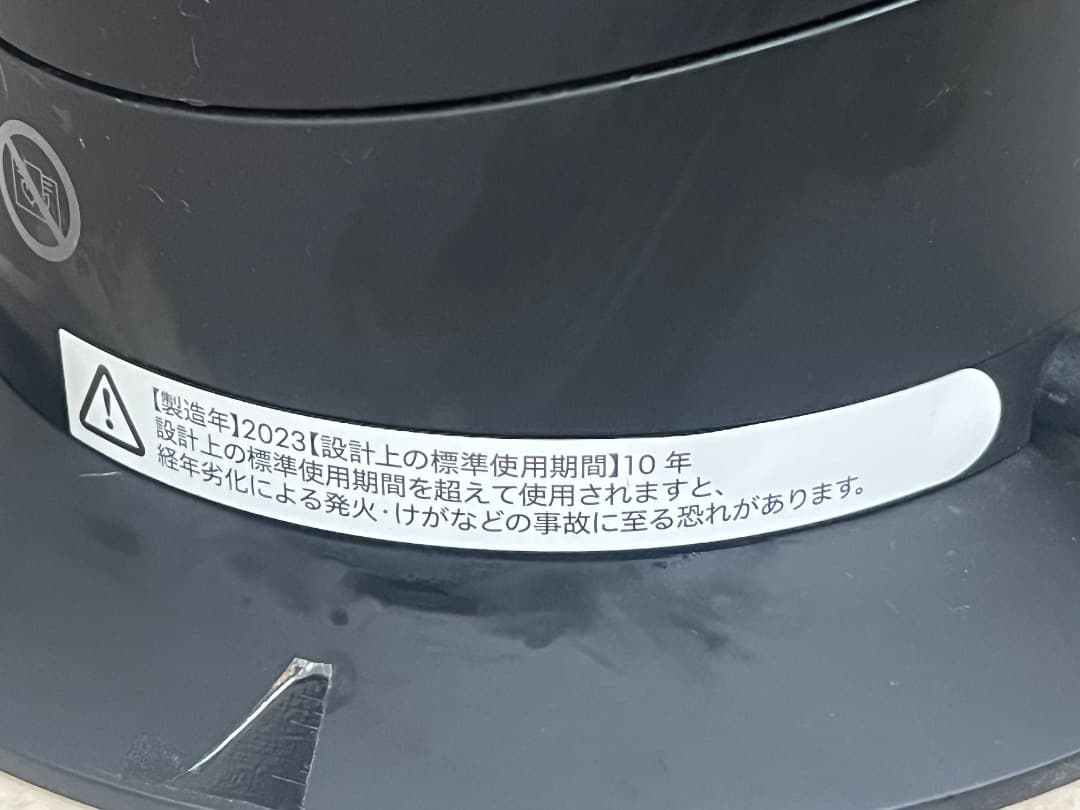 【製造年】2023【設計上の標準使用期間】10 年
設計上の標準使用期間を超えて使用されますと、
経年劣化による発火・けがなどの事故に至る恐れがあります。